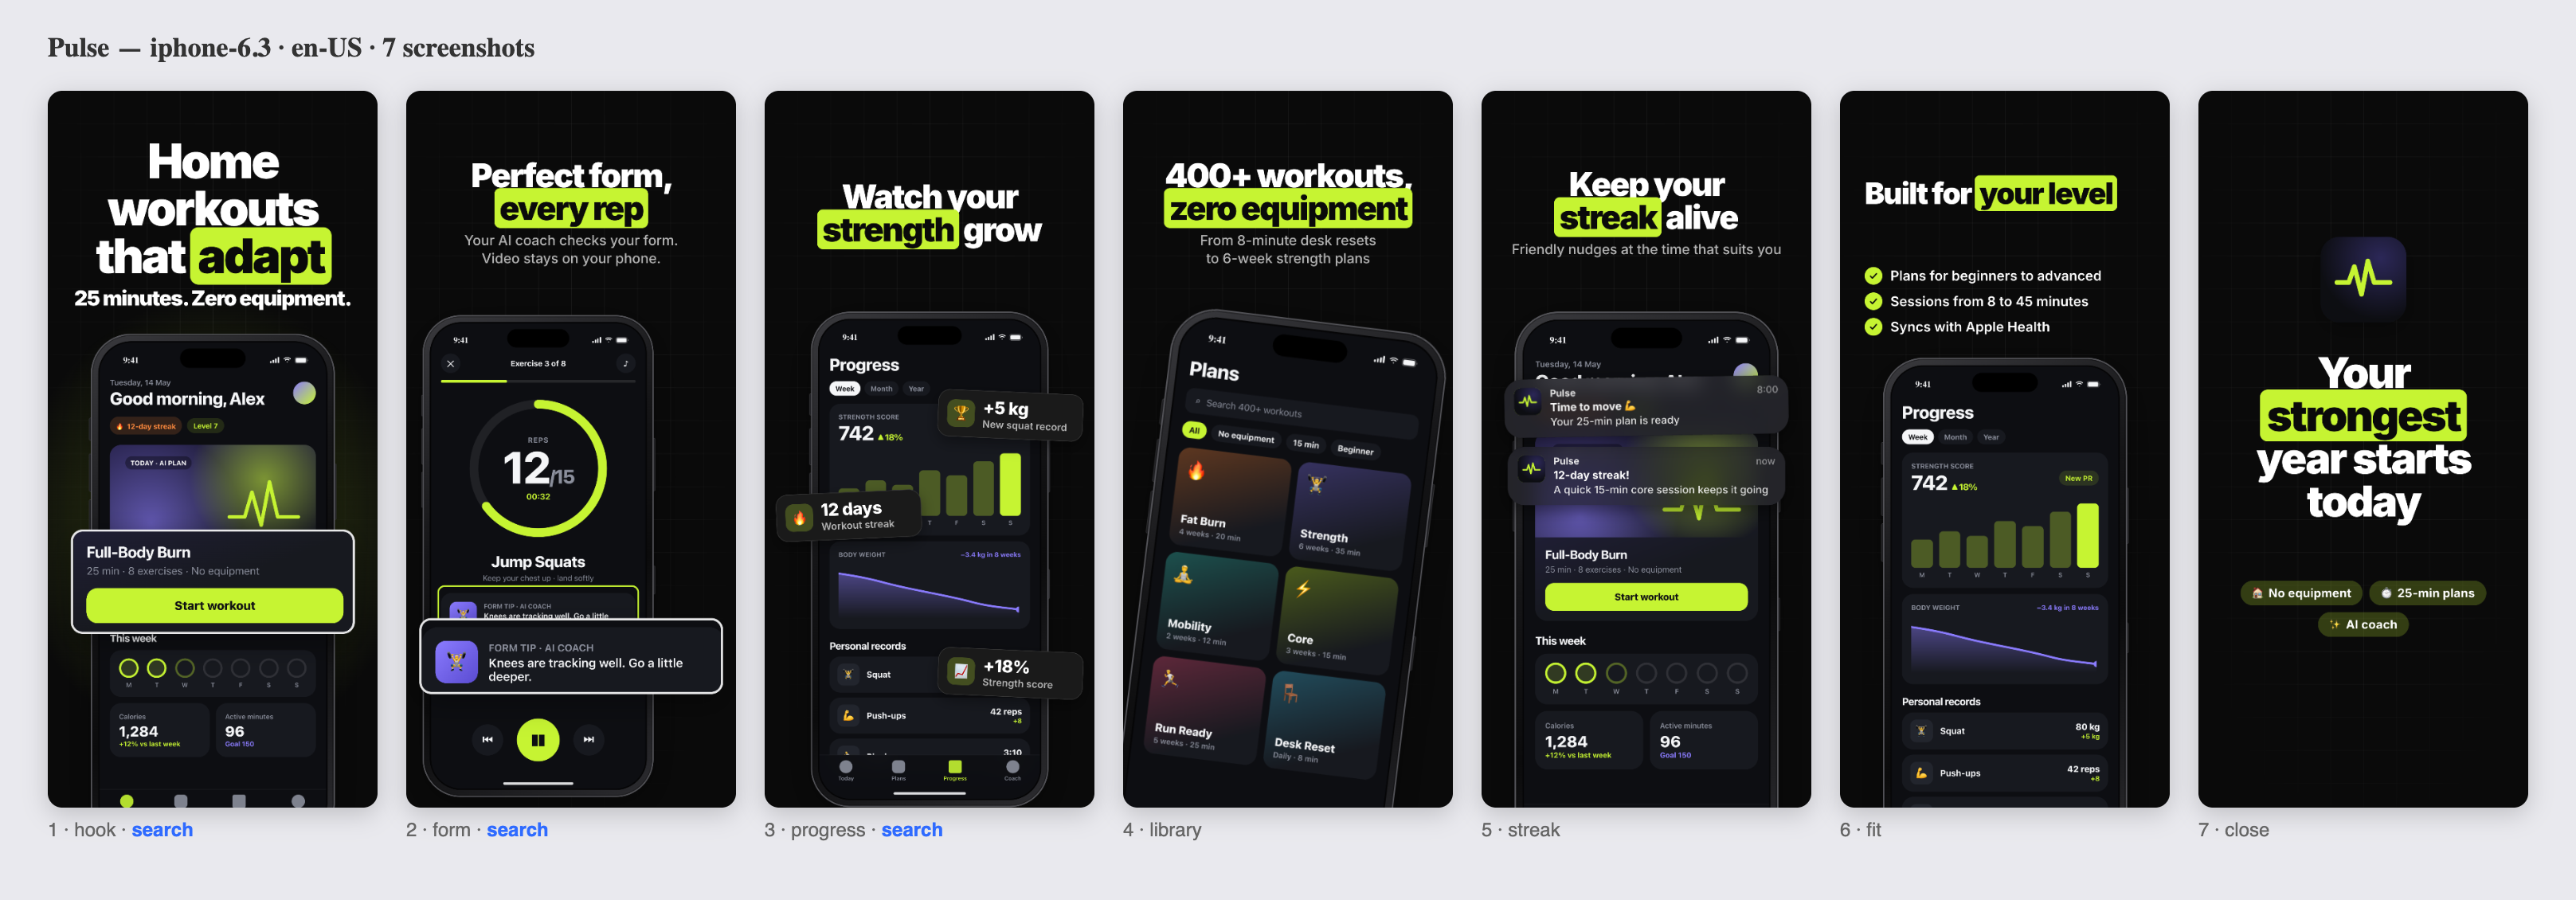 Pulse — iphone-6.3 · en-US · 7 screenshots
Home
workouts
that adapt
25 minutes. Zero equipment.
9:41
Tuesday, 14 May
Good morning, Alex
🔥 12-day streak
Level 7
TODAY · AI PLAN
Full-Body Burn
25 min · 8 exercises · No equipment
Start workout
This week
M T W T F S S
Calories
1,284
+12% vs last week
Active minutes
96
Goal 150
1 · hook · search
Perfect form,
every rep
Your AI coach checks your form.
Video stays on your phone.
9:41
Exercise 3 of 8
REPS
12/15
00:32
Jump Squats
Keep your chest up · land softly
FORM TIP · AI COACH
Knees are tracking well. Go a little
FORM TIP · AI COACH
Knees are tracking well. Go a little
deeper.
2 · form · search
Watch your
strength grow
9:41
Progress
Week Month Year
STRENGTH SCORE
742 ▲18%
+5 kg
New squat record
12 days
Workout streak
T F S S
BODY WEIGHT
−3.4 kg in 8 weeks
Personal records
Squat
+18%
Strength score
Push-ups
42 reps
+8
3:10
Today Plans Progress Coach
3 · progress · search
400+ workouts,
zero equipment
From 8-minute desk resets
to 6-week strength plans
9:41
Plans
Search 400+ workouts
All No equipment 15 min Beginner
Fat Burn
4 weeks · 20 min
Strength
6 weeks · 35 min
Mobility
2 weeks · 12 min
Core
3 weeks · 15 min
Run Ready
5 weeks · 25 min
Desk Reset
Daily · 8 min
4 · library
Keep your
streak alive
Friendly nudges at the time that suits you
9:41
Tuesday, 14 May
Pulse
8:00
Time to move 💪
Your 25-min plan is ready
Pulse
now
12-day streak!
A quick 15-min core session keeps it going
Full-Body Burn
25 min · 8 exercises · No equipment
Start workout
This week
M T W T F S S
Calories
1,284
+12% vs last week
Active minutes
96
Goal 150
5 · streak
Built for your level
Plans for beginners to advanced
Sessions from 8 to 45 minutes
Syncs with Apple Health
9:41
Progress
Week Month Year
STRENGTH SCORE
742 ▲18%
New PR
M T W T F S S
BODY WEIGHT
−3.4 kg in 8 weeks
Personal records
Squat
80 kg
+5 kg
Push-ups
42 reps
+8
6 · fit
Your
strongest
year starts
today
🏠 No equipment
⏱ 25-min plans
✨ AI coach
7 · close